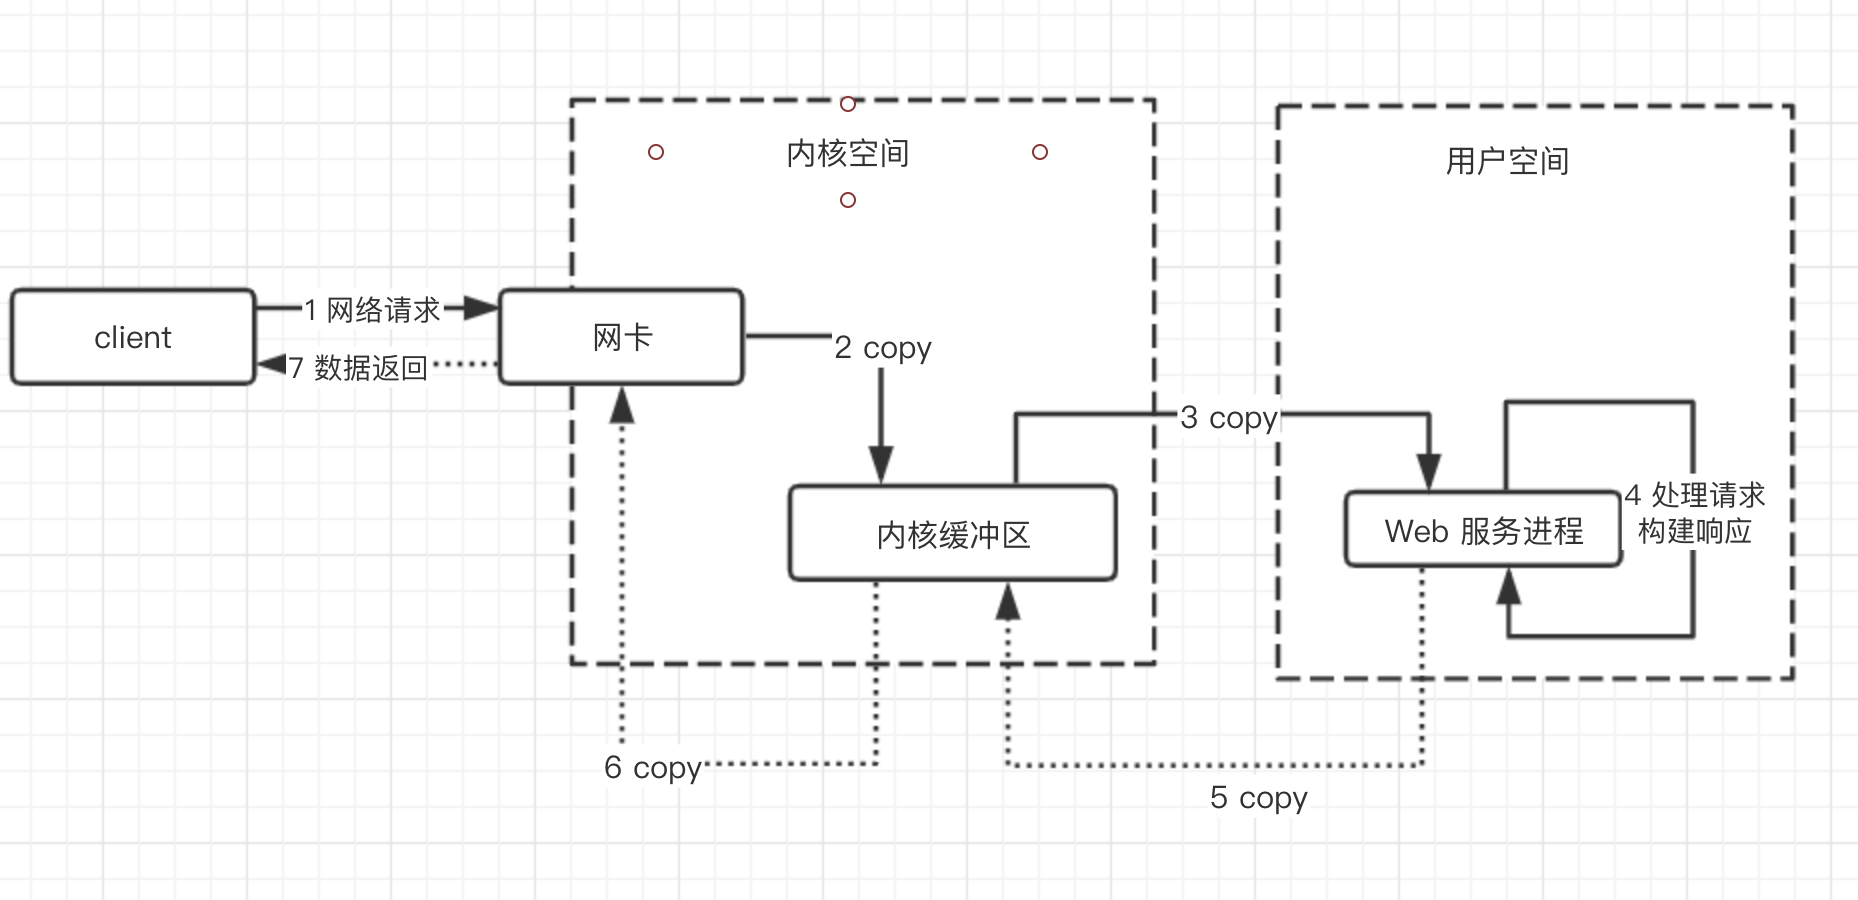 内核空间
用户空间
client
1 网络请求
7 数据返回
网卡
2 copy
3 copy
内核缓冲区
Web 服务进程
4 处理请求
构建响应
6 copy
5 copy